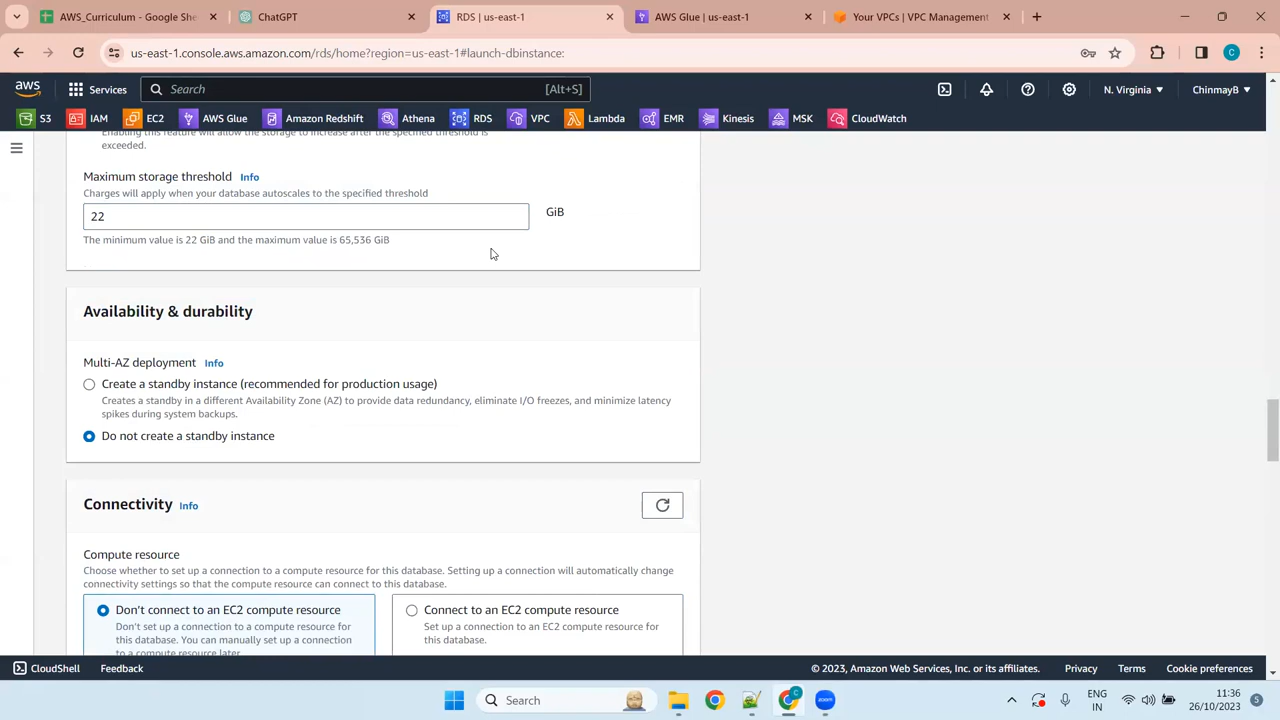 AWS_Curriculum - Google She
ChatGPT
RDS | us-east-1
AWS Glue | us-east-1
Your VPCs | VPC Management
us-east-1.console.aws.amazon.com/rds/home?region=us-east-1#launch-dbinstance:
C
aws
Services
Search
[Alt+S]
N. Virginia
ChinmayB
S3
IAM
EC2
AWS Glue
Amazon Redshift
Athena
RDS
VPC
Lambda
EMR
Kinesis
MSK
CloudWatch
Enabling this feature will allow the storage to increase after the specified threshold is
exceeded.
Maximum storage threshold Info
Charges will apply when your database autoscales to the specified threshold
22
GiB
The minimum value is 22 GiB and the maximum value is 65,536 GiB
Availability & durability
Multi-AZ deployment Info
Create a standby instance (recommended for production usage)
Creates a standby in a different Availability Zone (AZ) to provide data redundancy, eliminate I/O freezes, and minimize latency
spikes during system backups.
Do not create a standby instance
Connectivity Info
Compute resource
Choose whether to set up a connection to a compute resource for this database. Setting up a connection will automatically change
connectivity settings so that the compute resource can connect to this database.
Don't connect to an EC2 compute resource
Don't set up a connection to a compute resource for
this database. You can manually set up a connection
to a compute resource later.
Connect to an EC2 compute resource
Set up a connection to an EC2 compute resource for
this database.
CloudShell
Feedback
© 2023, Amazon Web Services, Inc. or its affiliates.
Privacy
Terms
Cookie preferences
Search
C
zoom
ENG
IN
11:36
26/10/2023
5